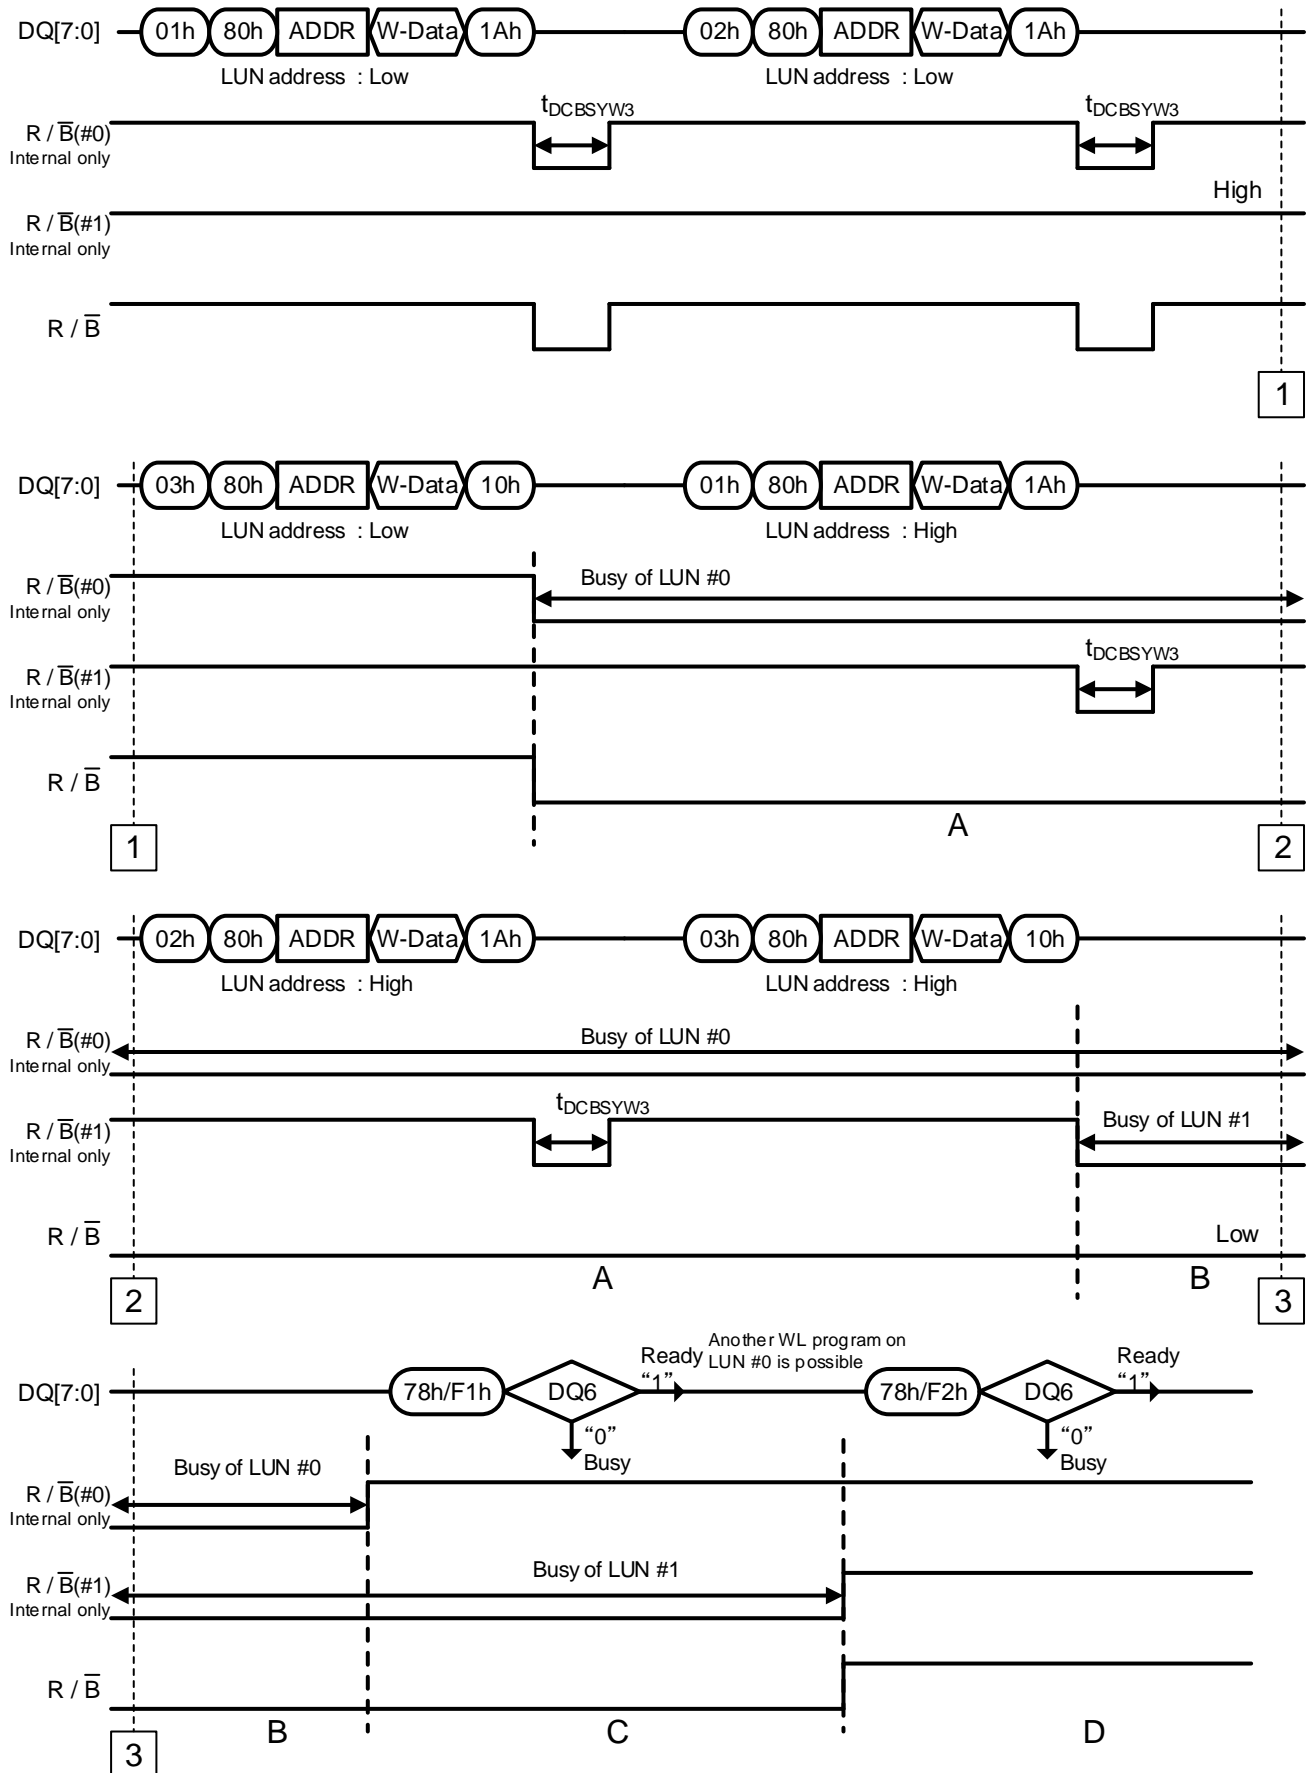 DQ[7:0] 01h 80h ADDR W-Data 1Ah 02h 80h ADDR W-Data 1Ah
LUN address : Low LUN address : Low
tDCBSYW3 tDCBSYW3
R / B̅(#0)
Internal only
High
R / B̅(#1)
Internal only
R / B̅
1
DQ[7:0] 03h 80h ADDR W-Data 10h 01h 80h ADDR W-Data 1Ah
LUN address : Low LUN address : High
R / B̅(#0) Busy of LUN #0
Internal only
tDCBSYW3
R / B̅(#1)
Internal only
R / B̅
A
1 2
DQ[7:0] 02h 80h ADDR W-Data 1Ah 03h 80h ADDR W-Data 10h
LUN address : High LUN address : High
R / B̅(#0) Busy of LUN #0
Internal only
tDCBSYW3
R / B̅(#1) Busy of LUN #1
Internal only
R / B̅ Low
A B
2 3
Another WL program on
Ready LUN #0 is possible Ready
DQ[7:0] 78h/F1h DQ6 “1” 78h/F2h DQ6 “1”
“0” “0”
Busy Busy
Busy of LUN #0
R / B̅(#0)
Internal only
Busy of LUN #1
R / B̅(#1)
Internal only
R / B̅
B C D
3